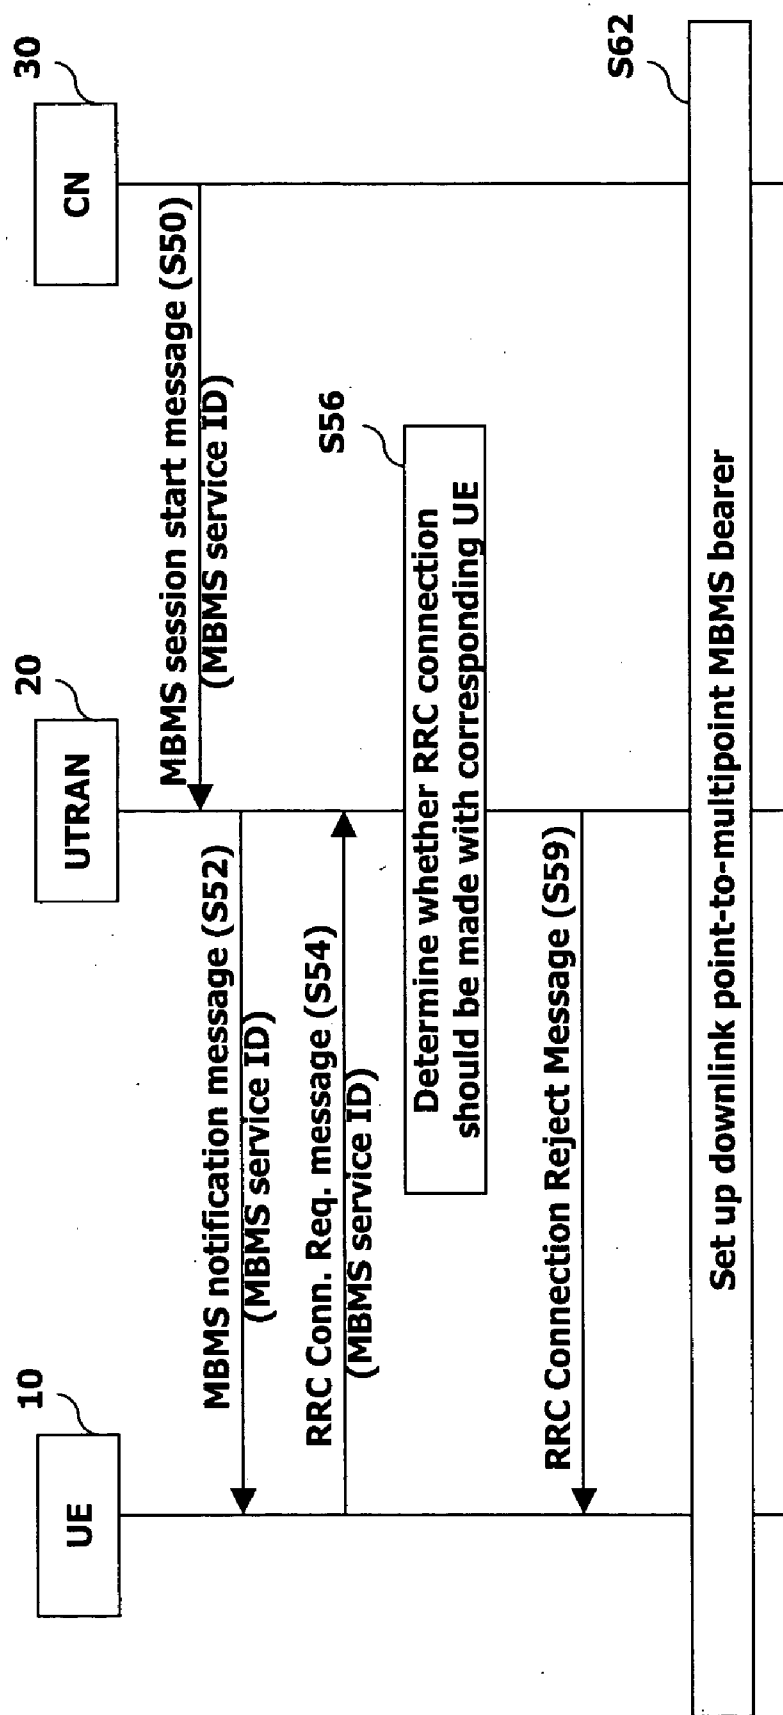 UE
10
UTRAN
20
CN
30
MBMS session start message (S50)
(MBMS service ID)
MBMS notification message (S52)
(MBMS service ID)
RRC Conn. Req. message (S54)
(MBMS service ID)
S56
Determine whether RRC connection
should be made with corresponding UE
RRC Connection Reject Message (S59)
S62
Set up downlink point-to-multipoint MBMS bearer